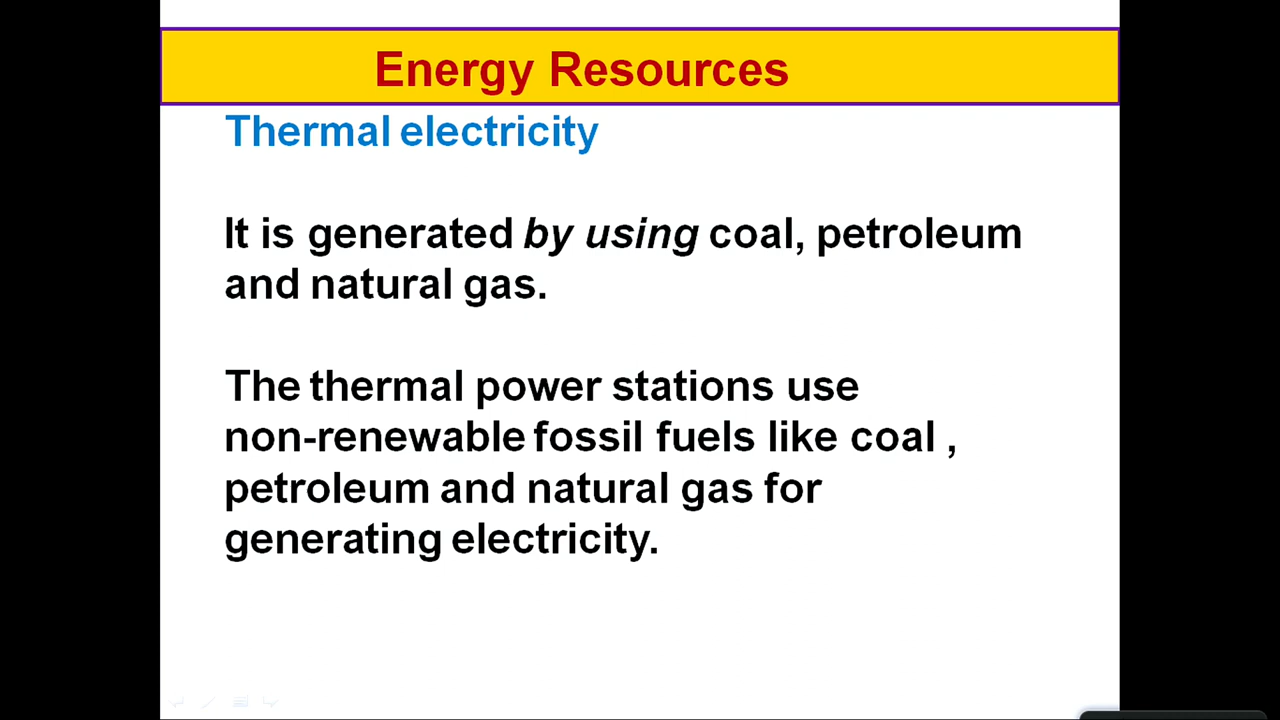 Energy Resources
Thermal electricity
It is generated by using coal, petroleum
and natural gas.
The thermal power stations use
non-renewable fossil fuels like coal ,
petroleum and natural gas for
generating electricity.